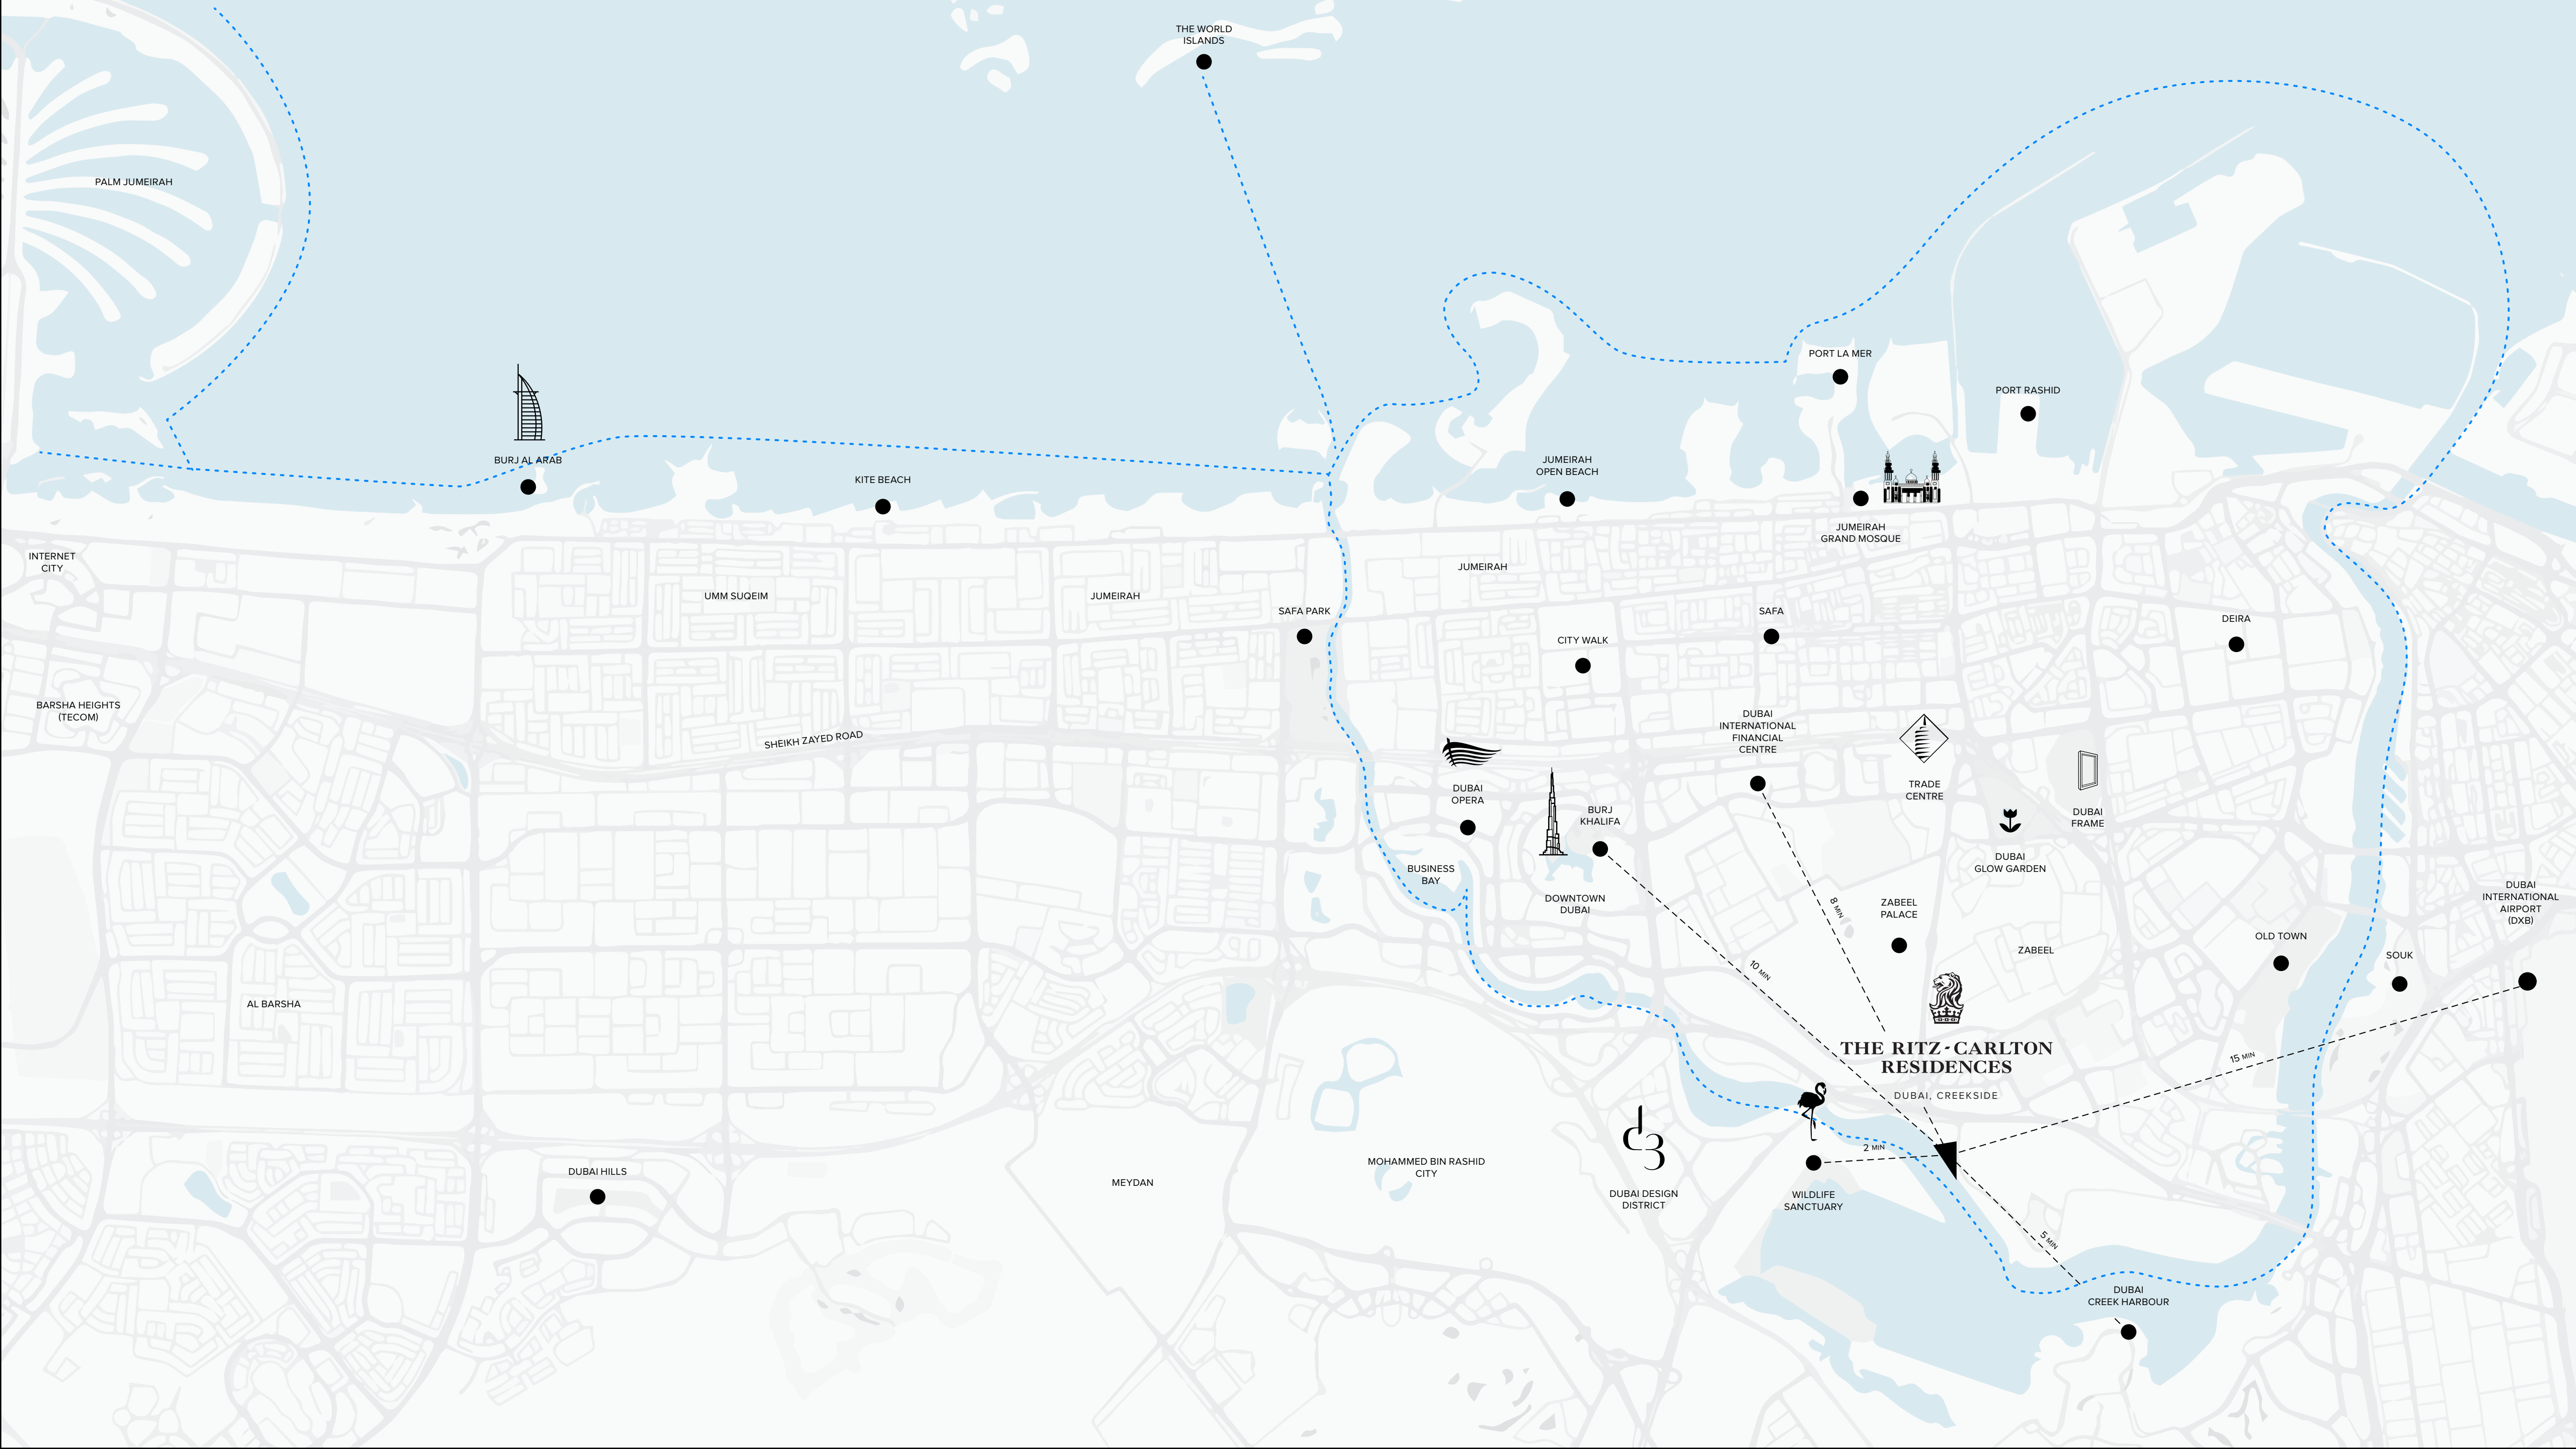 THE WORLD
ISLANDS
PALM JUMEIRAH
PORT LA MER
PORT RASHID
BURJ AL ARAB
KITE BEACH
JUMEIRAH
OPEN BEACH
JUMEIRAH
GRAND MOSQUE
INTERNET
CITY
UMM SUQEIM
JUMEIRAH
JUMEIRAH
SAFA PARK
SAFA
DEIRA
CITY WALK
BARSHA HEIGHTS
(TECOM)
SHEIKH ZAYED ROAD
DUBAI
INTERNATIONAL
FINANCIAL
CENTRE
DUBAI
OPERA
BURJ
KHALIFA
TRADE
CENTRE
DUBAI
FRAME
DUBAI
GLOW GARDEN
BUSINESS
BAY
DOWNTOWN
DUBAI
8 MIN
ZABEEL
PALACE
ZABEEL
OLD TOWN
SOUK
DUBAI
INTERNATIONAL
AIRPORT
(DXB)
10 MIN
AL BARSHA
THE RITZ-CARLTON
RESIDENCES
DUBAI, CREEKSIDE
15 MIN
d3
2 MIN
DUBAI HILLS
MEYDAN
MOHAMMED BIN RASHID
CITY
DUBAI DESIGN
DISTRICT
WILDLIFE
SANCTUARY
5 MIN
DUBAI
CREEK HARBOUR